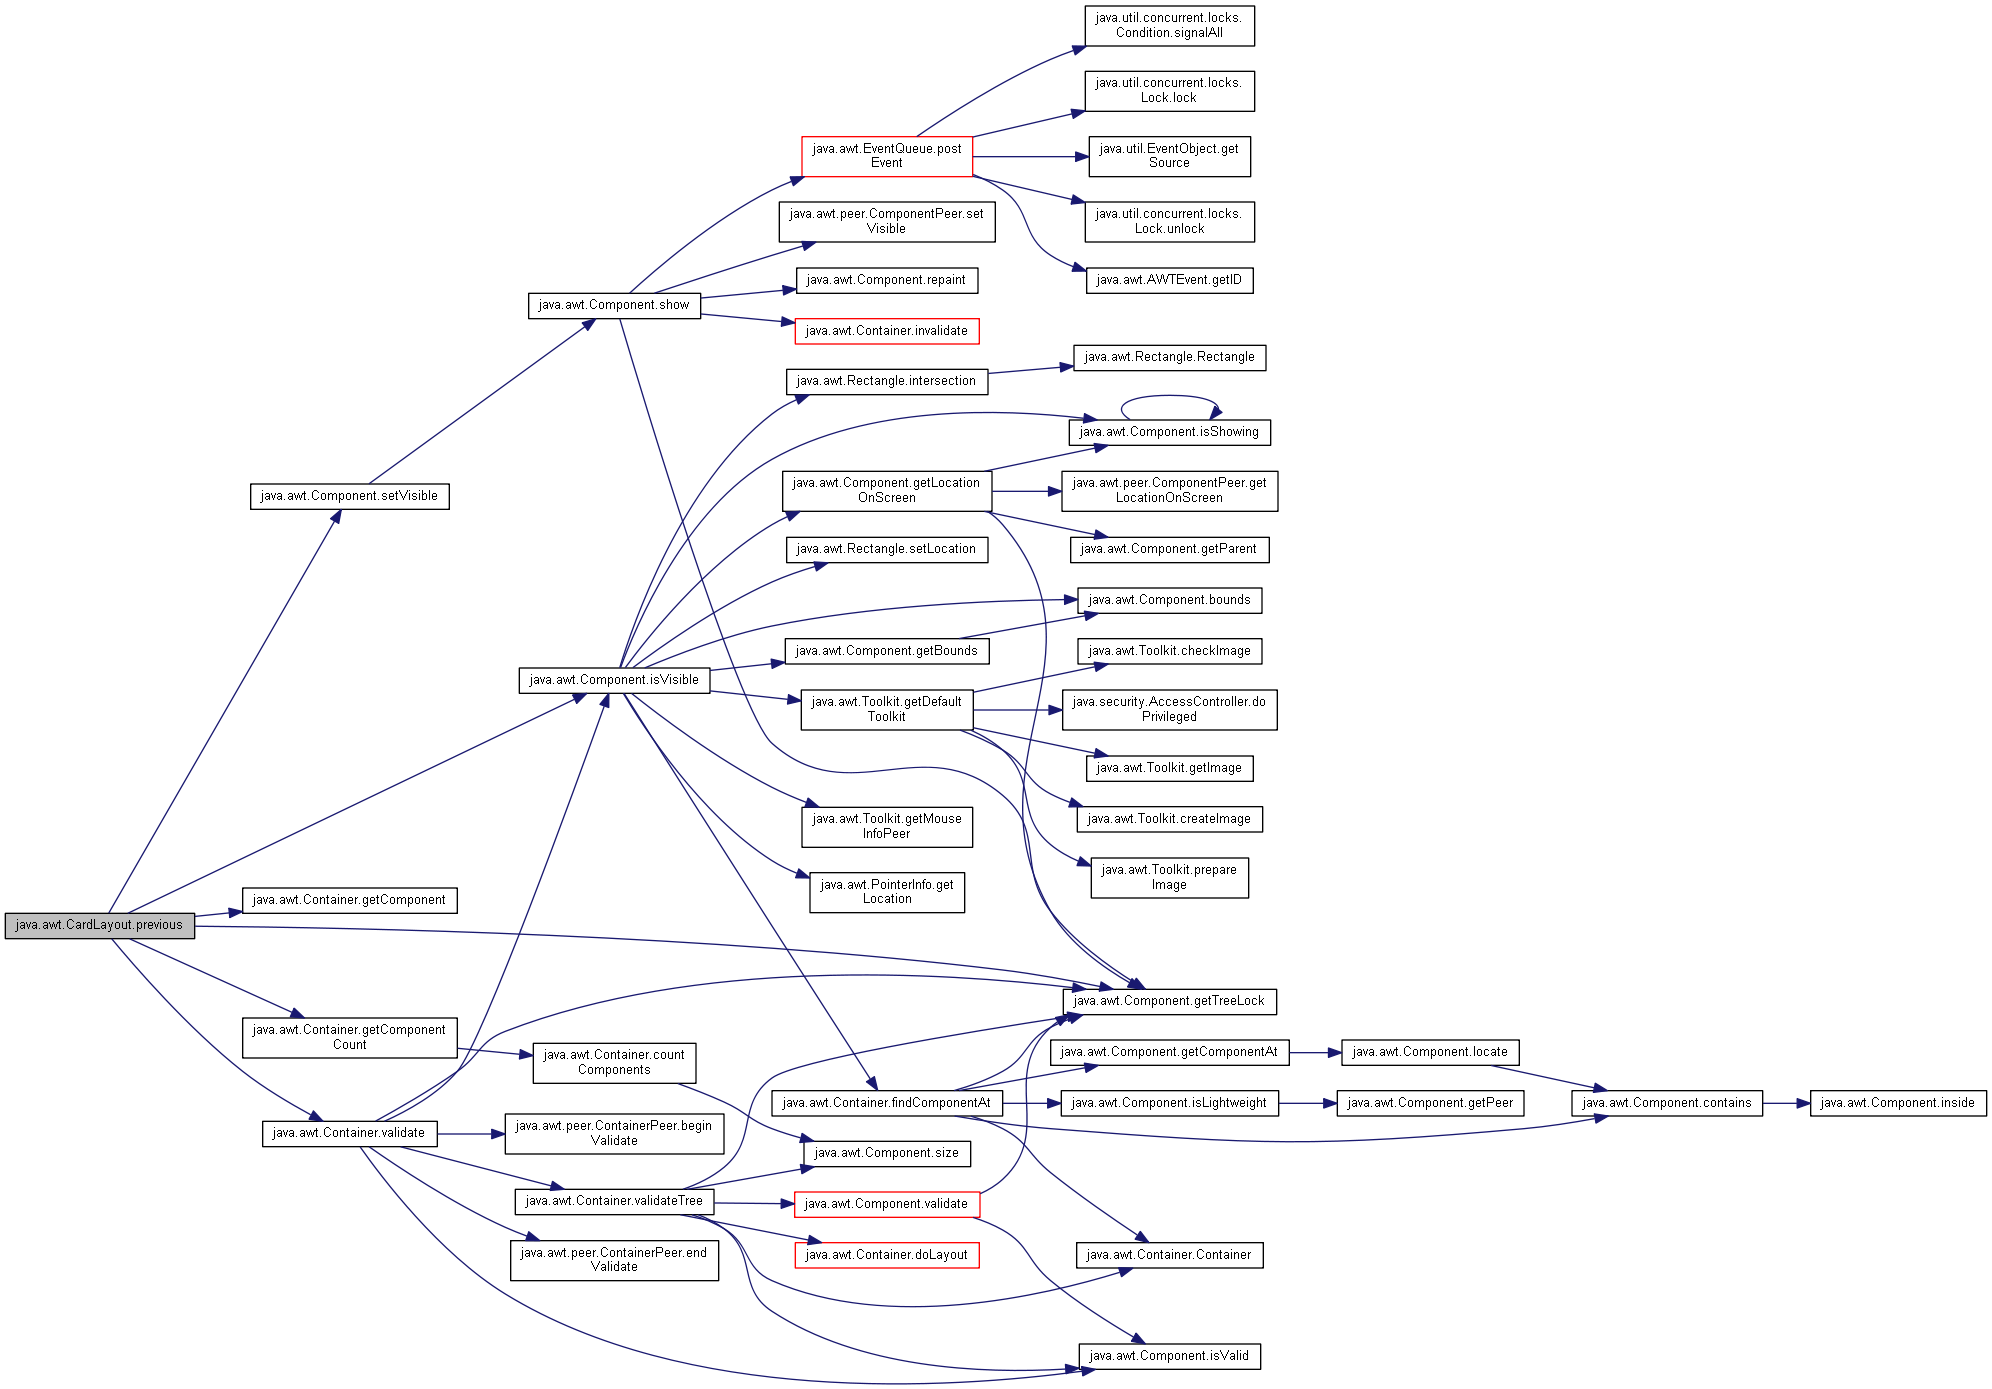 java.util.concurrent.locks.
Condition.signalAll
java.util.concurrent.locks.
Lock.lock
java.awt.EventQueue.post
Event
java.util.EventObject.get
Source
java.awt.peer.ComponentPeer.set
Visible
java.util.concurrent.locks.
Lock.unlock
java.awt.Component.repaint
java.awt.AWTEvent.getID
java.awt.Component.show
java.awt.Container.invalidate
java.awt.Rectangle.Rectangle
java.awt.Rectangle.intersection
java.awt.Component.isShowing
java.awt.Component.setVisible
java.awt.Component.getLocation
OnScreen
java.awt.peer.ComponentPeer.get
LocationOnScreen
java.awt.Rectangle.setLocation
java.awt.Component.getParent
java.awt.Component.bounds
java.awt.Component.getBounds
java.awt.Toolkit.checkImage
java.awt.Component.isVisible
java.awt.Toolkit.getDefault
Toolkit
java.security.AccessController.do
Privileged
java.awt.Toolkit.getImage
java.awt.Toolkit.getMouse
InfoPeer
java.awt.Toolkit.createImage
java.awt.Toolkit.prepare
Image
java.awt.PointerInfo.get
Location
java.awt.Container.getComponent
java.awt.CardLayout.previous
java.awt.Component.getTreeLock
java.awt.Container.getComponent
Count
java.awt.Container.count
Components
java.awt.Component.getComponentAt
java.awt.Component.locate
java.awt.Container.findComponentAt
java.awt.Component.isLightweight
java.awt.Component.getPeer
java.awt.Component.contains
java.awt.Component.inside
java.awt.Container.validate
java.awt.peer.ContainerPeer.begin
Validate
java.awt.Component.size
java.awt.Container.validateTree
java.awt.Component.validate
java.awt.peer.ContainerPeer.end
Validate
java.awt.Container.doLayout
java.awt.Container.Container
java.awt.Component.isValid